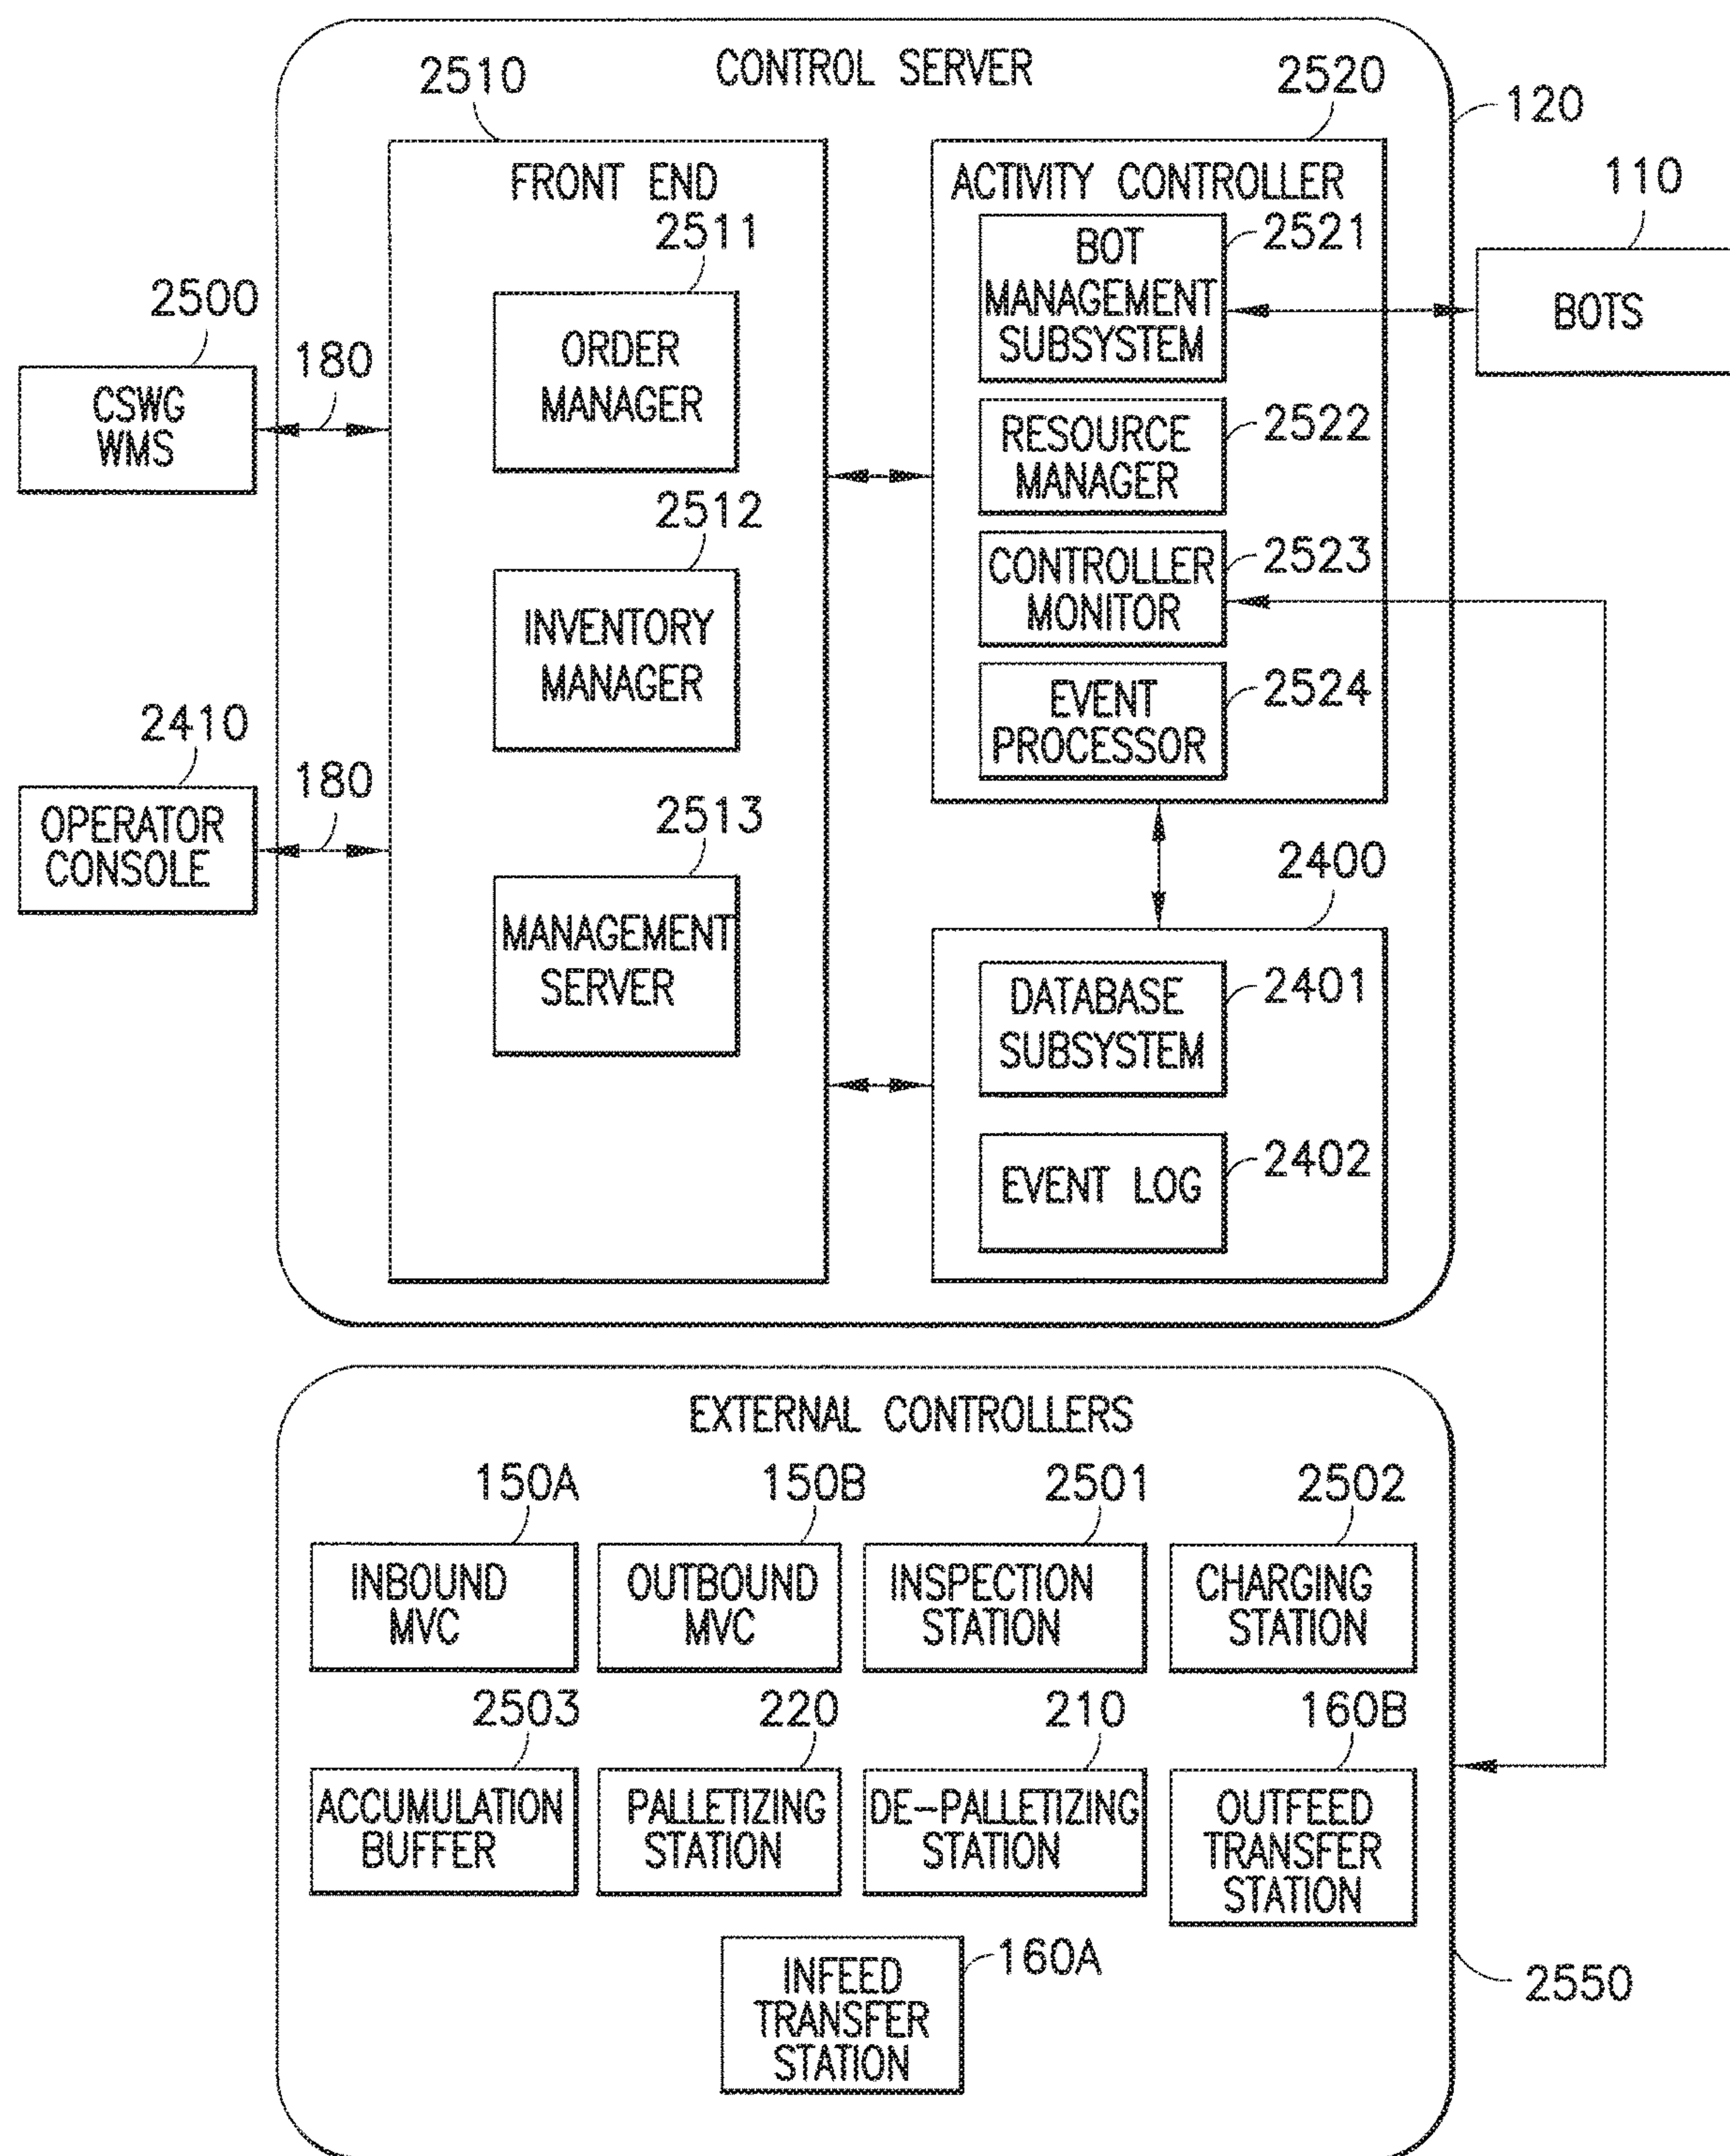 CONTROL SERVER
120
2510
FRONT END
2511
ORDER
MANAGER
2512
INVENTORY
MANAGER
2513
MANAGEMENT
SERVER
2520
ACTIVITY CONTROLLER
BOT
MANAGEMENT
SUBSYSTEM
2521
RESOURCE
MANAGER
2522
CONTROLLER
MONITOR
2523
EVENT
PROCESSOR
2524
110
BOTS
2500
CSWG
WMS
180
2410
OPERATOR
CONSOLE
180
2400
DATABASE
SUBSYSTEM
2401
EVENT LOG
2402
EXTERNAL CONTROLLERS
150A
INBOUND
MVC
150B
OUTBOUND
MVC
2501
INSPECTION
STATION
2502
CHARGING
STATION
2503
ACCUMULATION
BUFFER
220
PALLETIZING
STATION
210
DE-PALLETIZING
STATION
160B
OUTFEED
TRANSFER
STATION
160A
INFEED
TRANSFER
STATION
2550